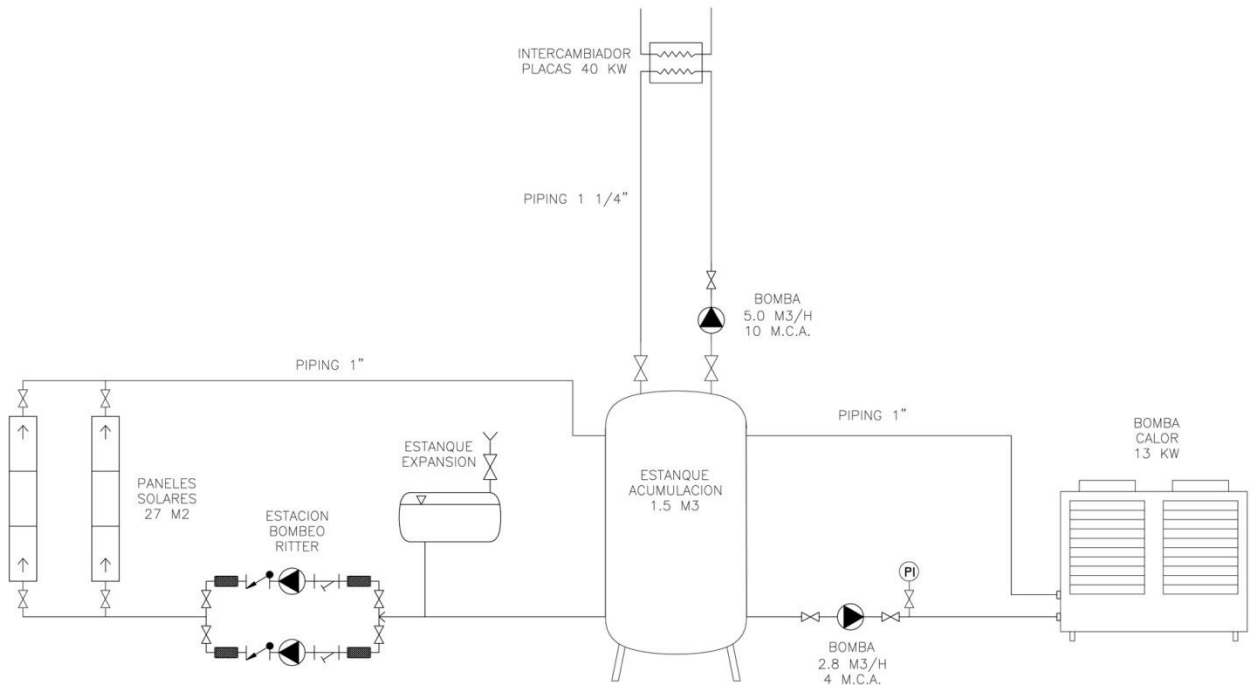 INTERCAMBIADOR
PLACAS 40 KW
PIPING 1 1/4"
BOMBA
5.0 M3/H
10 M.C.A.
PIPING 1"
PIPING 1"
BOMBA
CALOR
13 KW
ESTANQUE
EXPANSION
ESTANQUE
ACUMULACION
1.5 M3
PANELES
SOLARES
27 M2
ESTACION
BOMBEO
RITTER
PI
BOMBA
2.8 M3/H
4 M.C.A.